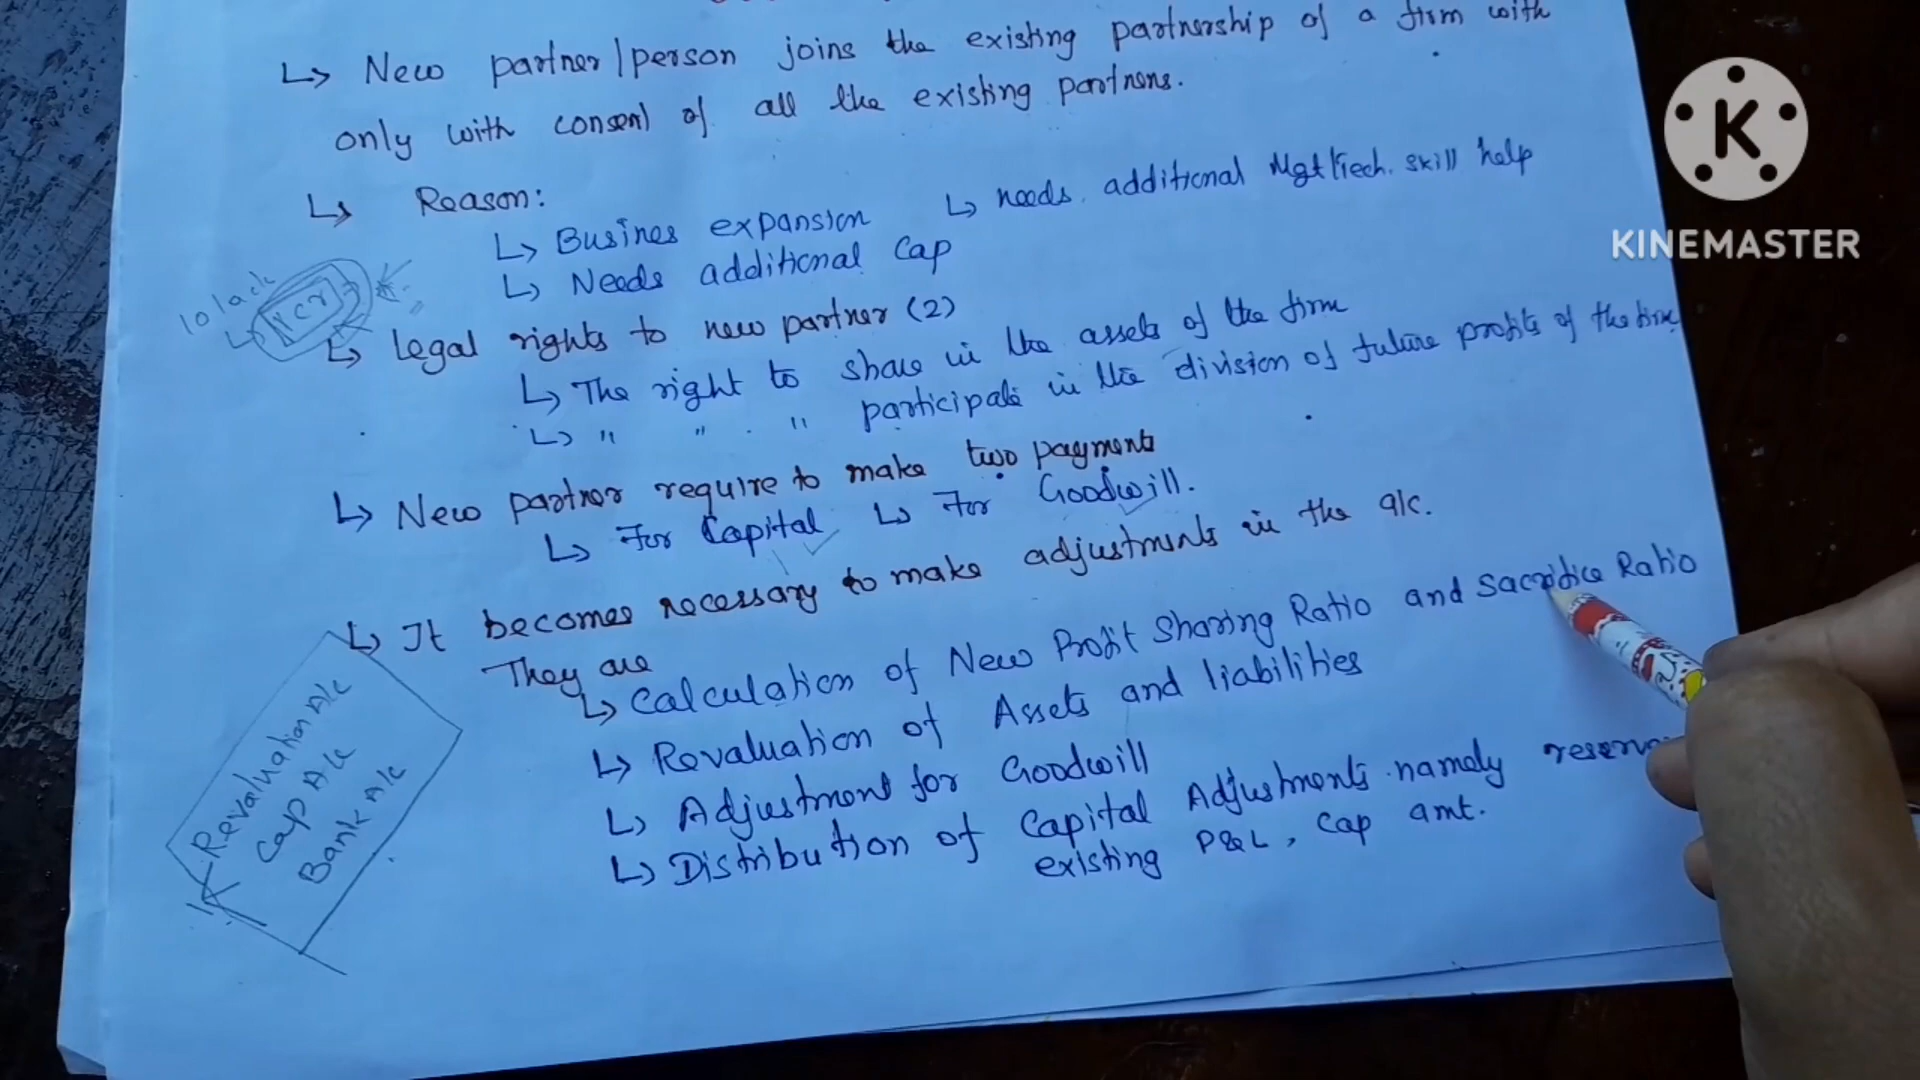 ↳ New partner/person joins the existing partnership of a firm with
only with consent of all the existing partners.
↳ Reason:
↳ Busines expansion ↳ needs additional Mgt/Tech. skill help
↳ Needs additional Cap
10 lack
1 cr
↳ Legal rights to new partner (2)
↳ The right to share in the assets of the firm
↳ " " " participate in the division of future profits of the firm
↳ New partner require to make two payments
↳ For Capital ↳ For Goodwill.
↳ It becomes necessary to make adjustments in the a/c.
They are
↳ Calculation of New Profit Sharing Ratio and Sacrifice Ratio
↳ Revaluation of Assets and liabilities
↳ Adjustment for Goodwill
↳ Distribution of Capital Adjustments namely
existing P&L, Cap amt.
Revaluation A/c
Cap A/c
Bank A/c
K
KINEMASTER